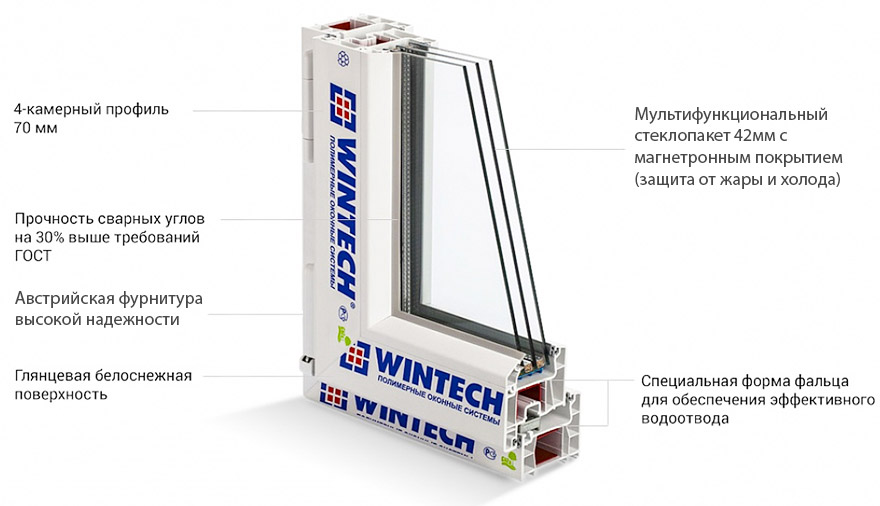 4-камерный профиль
70 мм
Прочность сварных углов
на 30% выше требований
ГОСТ
Австрийская фурнитура
высокой надежности
Глянцевая белоснежная
поверхность
WINTECH®
ПОЛИМЕРНЫЕ ОКОННЫЕ СИСТЕМЫ
WINTECH
ПОЛИМЕРНЫЕ ОКОННЫЕ СИСТЕМЫ
WINTECH
Мультифункциональный
стеклопакет 42мм с
магнетронным покрытием
(защита от жары и холода)
Специальная форма фальца
для обеспечения эффективного
водоотвода